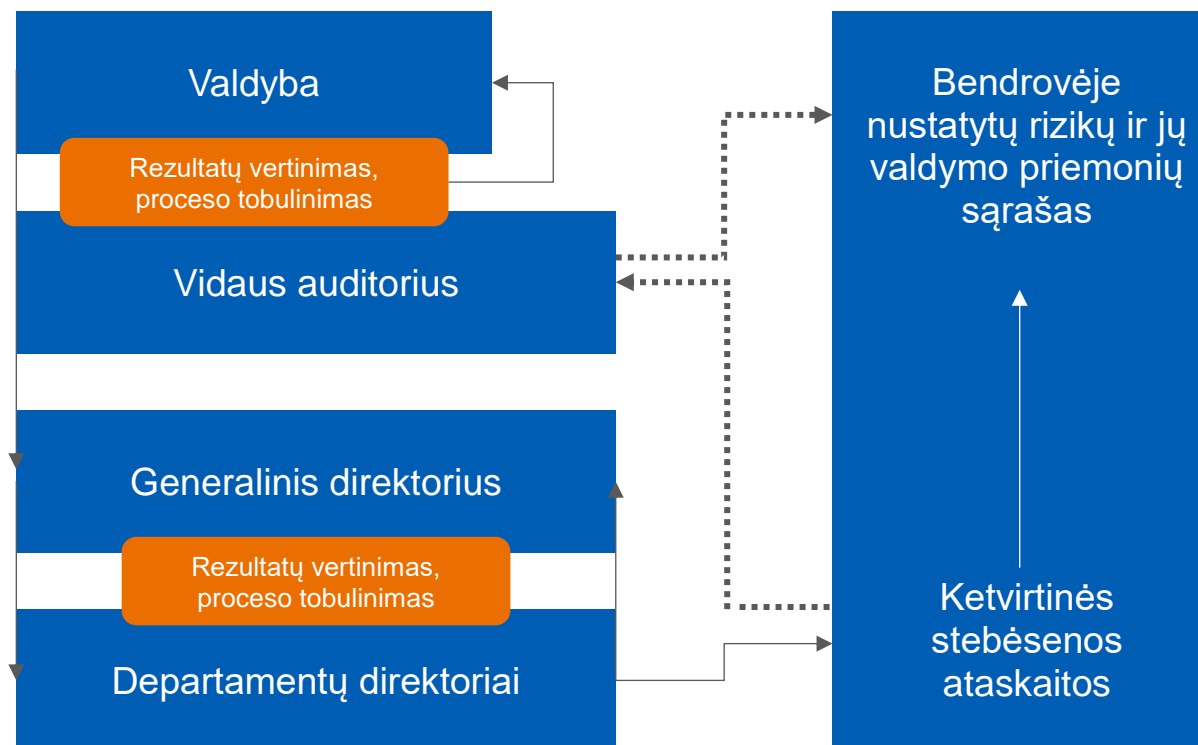 Valdyba
Rezultatų vertinimas,
proceso tobulinimas
Vidaus auditorius
Generalinis direktorius
Rezultatų vertinimas,
proceso tobulinimas
Departamentų direktoriai
Bendrovėje
nustatytų rizikų ir jų
valdymo priemonių
sąrašas
Ketvirtinės
stebėsenos
ataskaitos